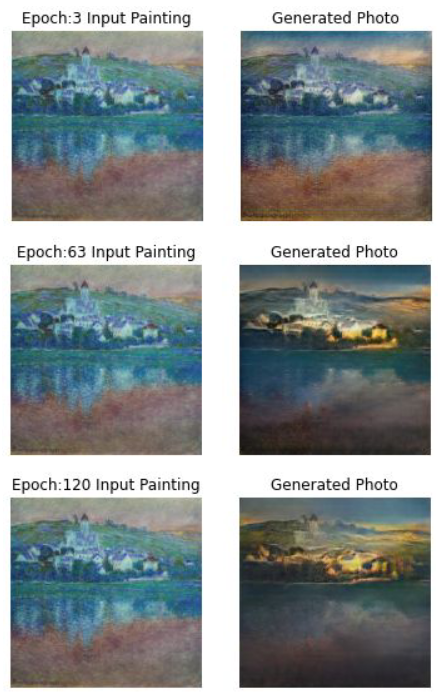 Epoch:3 Input Painting
Generated Photo
Epoch:63 Input Painting
Generated Photo
Epoch:120 Input Painting
Generated Photo